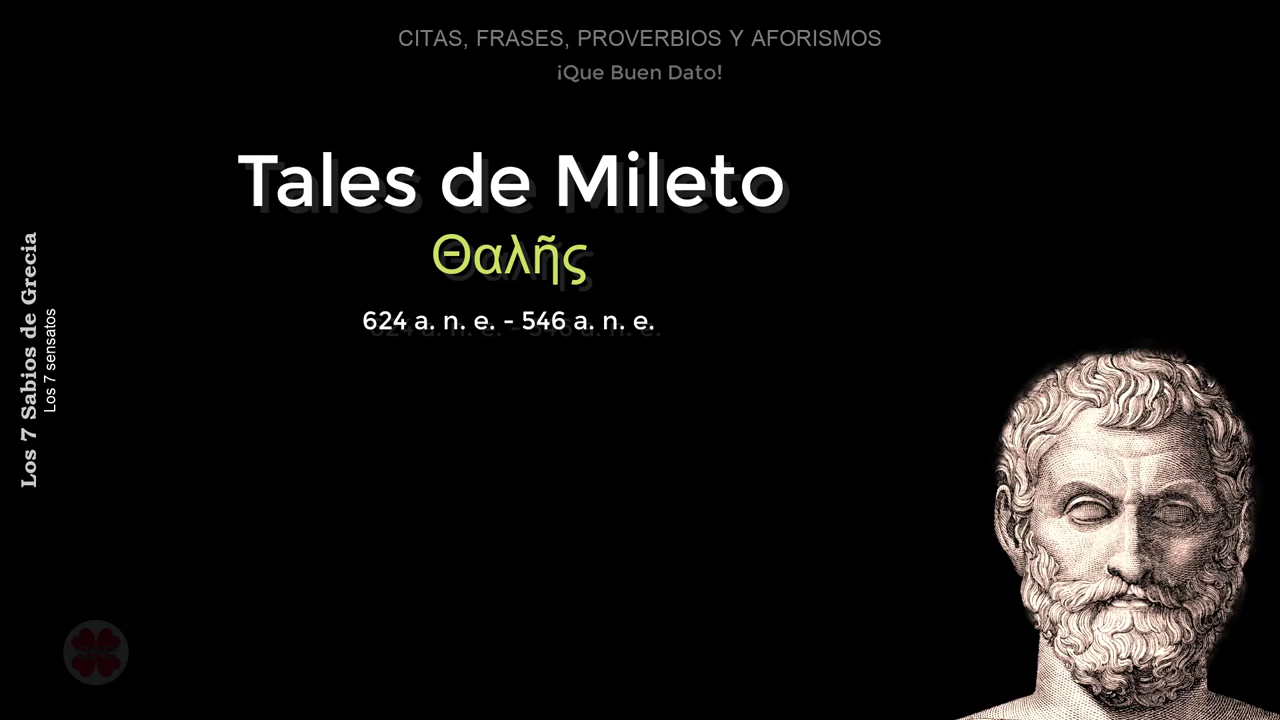 CITAS, FRASES, PROVERBIOS Y AFORISMOS
¡Que Buen Dato!
Tales de Mileto
Θαλῆς
624 a. n. e. - 546 a. n. e.
Los 7 Sabios de Grecia
Los 7 sensatos